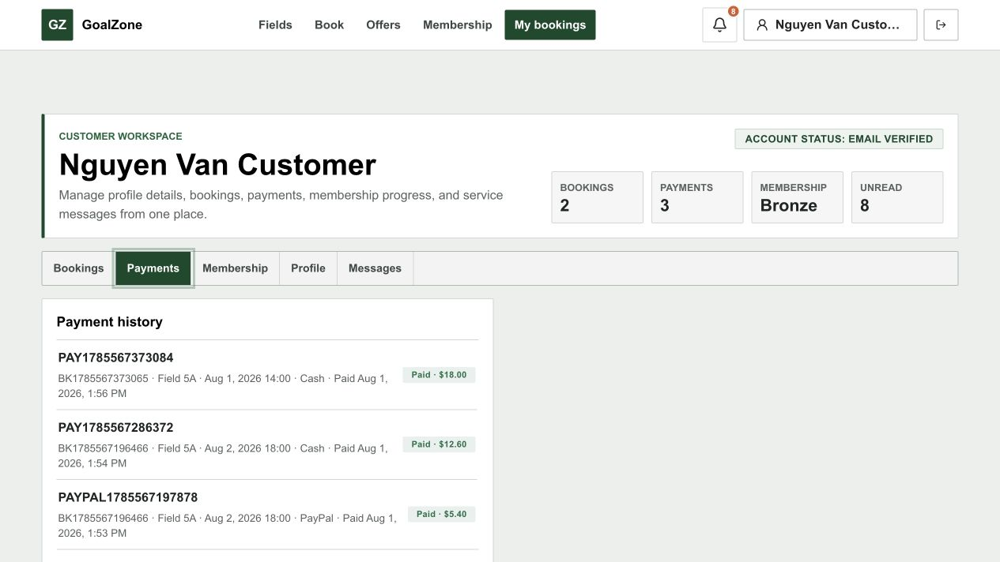 GZ GoalZone Fields Book Offers Membership My bookings 8 Nguyen Van Custo...
CUSTOMER WORKSPACE
ACCOUNT STATUS: EMAIL VERIFIED
Nguyen Van Customer
Manage profile details, bookings, payments, membership progress, and service
messages from one place.
BOOKINGS
2
PAYMENTS
3
MEMBERSHIP
Bronze
UNREAD
8
Bookings Payments Membership Profile Messages
Payment history
PAY1785567373084
BK1785567373065 · Field 5A · Aug 1, 2026 14:00 · Cash · Paid Aug 1,
2026, 1:56 PM
Paid · $18.00
PAY1785567286372
BK1785567196466 · Field 5A · Aug 2, 2026 18:00 · Cash · Paid Aug 1,
2026, 1:54 PM
Paid · $12.60
PAYPAL1785567197878
BK1785567196466 · Field 5A · Aug 2, 2026 18:00 · PayPal · Paid Aug 1,
2026, 1:53 PM
Paid · $5.40